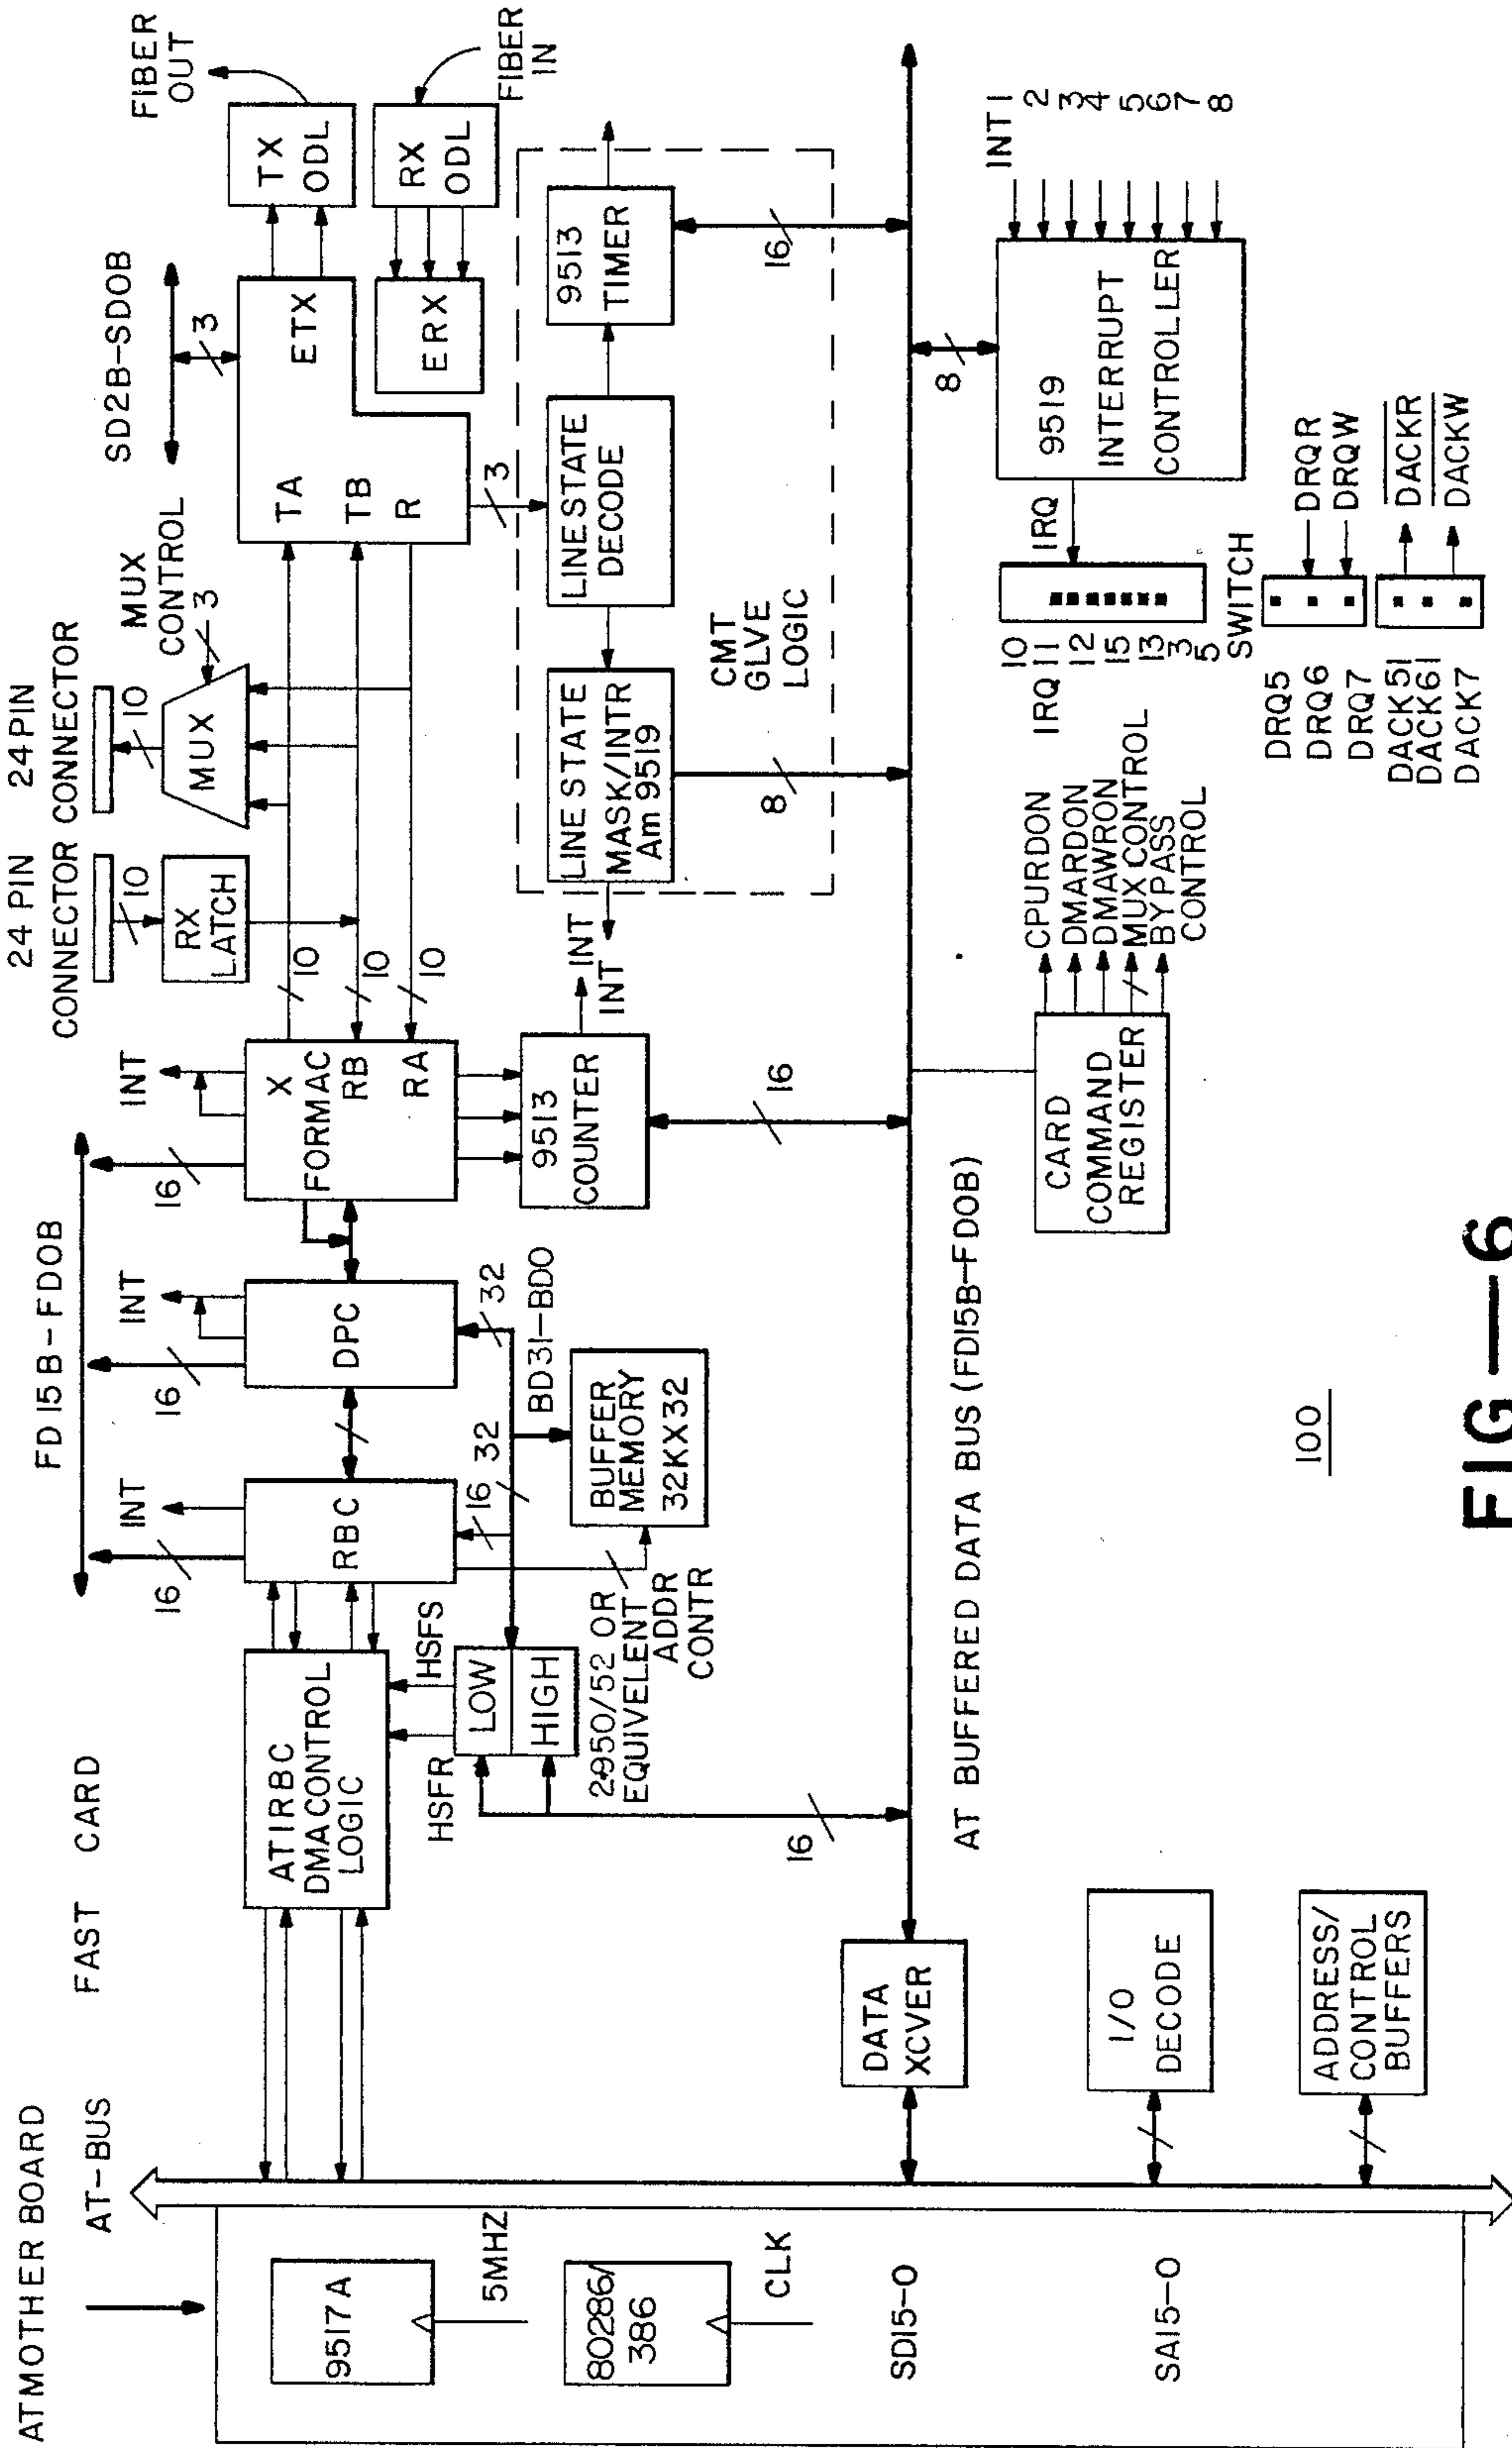 ATMOTHER BOARD
AT-BUS
FAST CARD
9517A
5MHZ
80286/
386
CLK
SD15-0
SA15-0
ATIRBC
DMACONTROL
LOGIC
HSFR
HSFS
LOW
HIGH
2950/52 OR
EQUIVELENT
ADDR
CONTR
16
FD15B-FDOB
16
INT
RBC
16
32
BD31-BDO
BUFFER
MEMORY
32KX32
16
INT
DPC
32
16
INT
X
FORMAC
RB
RA
9513
COUNTER
INT
INT
16
10
10
10
24 PIN
CONNECTOR
10
RX
LATCH
24 PIN
CONNECTOR
10
MUX
MUX
CONTROL
3
SD2B-SDOB
3
TA
ETX
TB
R
ERX
TX
ODL
RX
ODL
FIBER
OUT
FIBER
IN
3
LINE STATE
MASK/INTR
Am 9519
LINE STATE
DECODE
9513
TIMER
CMT
GLVE
LOGIC
8
16
DATA
XCVER
AT BUFFERED DATA BUS (FD15B-FDOB)
I/O
DECODE
ADDRESS/
CONTROL
BUFFERS
CARD
COMMAND
REGISTER
CPURDON
DMARDON
DMAWRON
MUX CONTROL
BYPASS
CONTROL
8
9519
INTERRUPT
CONTROLLER
INT 1
2
3
4
5
6
7
8
IRQ
10
IRQ 11
12
15
13
3
5
SWITCH
DRQ5
DRQ6
DRQ7
DRQR
DRQW
DACK51
DACK61
DACK7
DACKR
DACKW
100
FIG—6